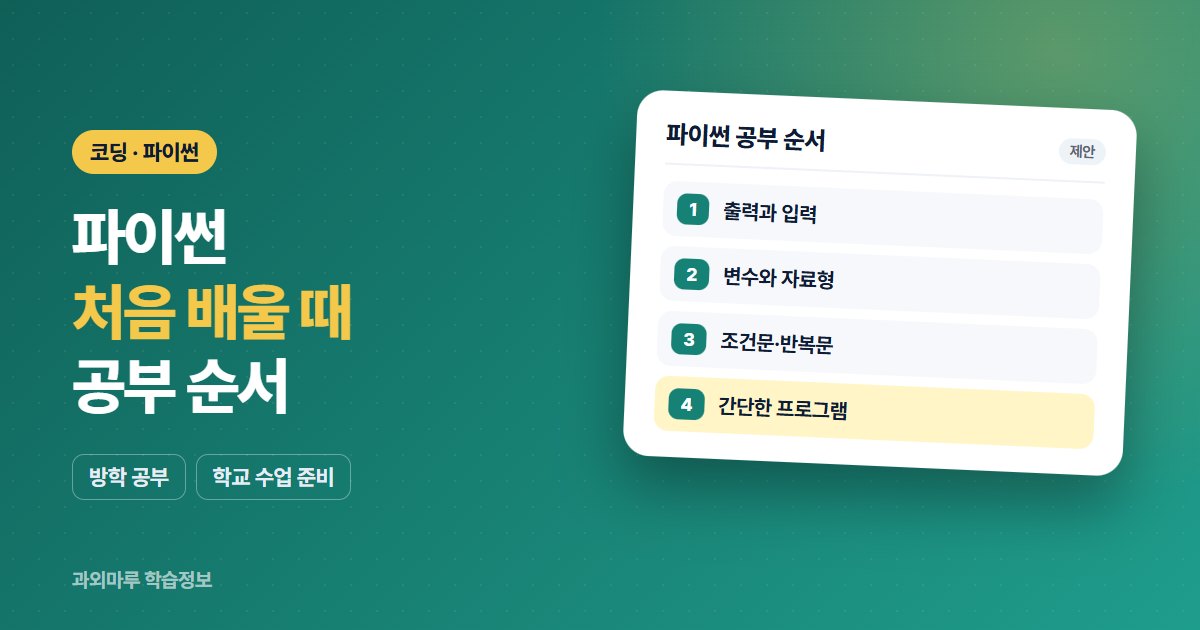 코딩 · 파이썬
파이썬
처음 배울 때
공부 순서
방학 공부
학교 수업 준비
과외마루 학습정보
파이썬 공부 순서
제안
1 출력과 입력
2 변수와 자료형
3 조건문·반복문
4 간단한 프로그램